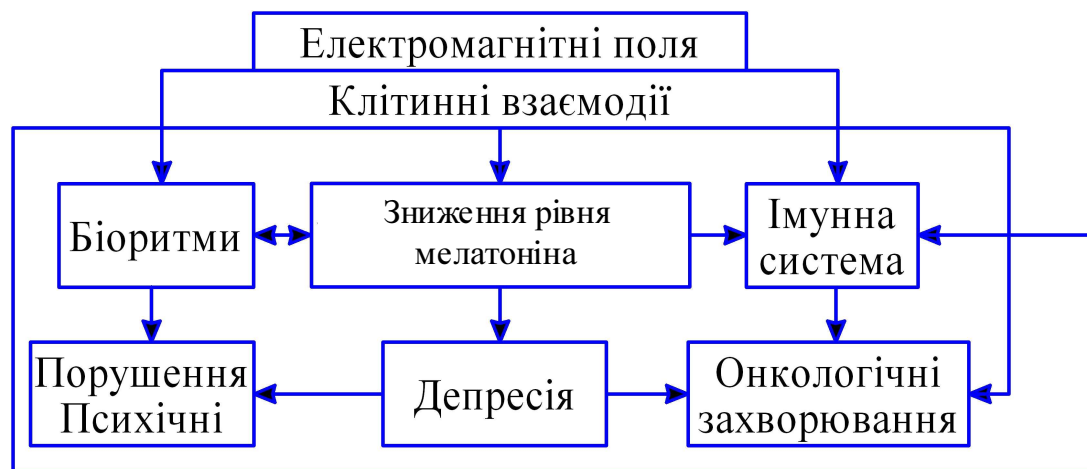 Електромагнітні поля
Клітинні взаємодії
Біоритми
Зниження рівня
мелатоніна
Імунна
система
Порушення
Психічні
Депресія
Онкологічні
захворювання